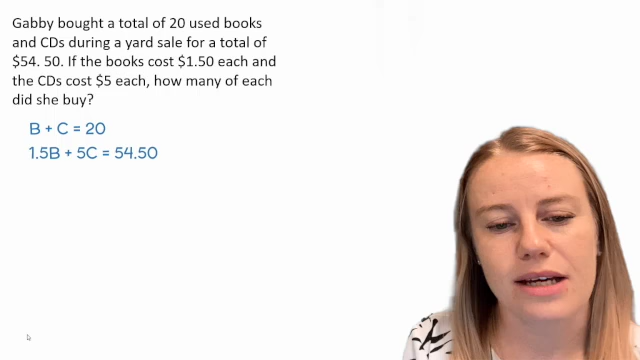 Gabby bought a total of 20 used books
and CDs during a yard sale for a total of
$54. 50. If the books cost $1.50 each and
the CDs cost $5 each, how many of each
did she buy?
B + C = 20
1.5B + 5C = 54.50